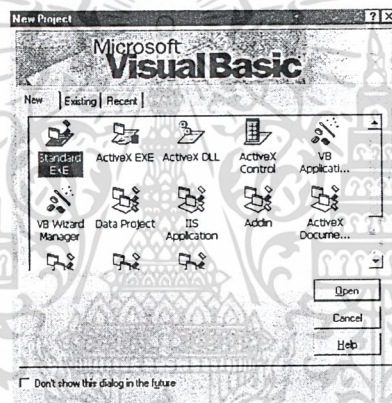 New Project
Microsoft
Visual Basic
New Existing Recent
Standard EXE ActiveX EXE ActiveX DLL ActiveX Control VB Applicati...
VB Wizard Manager Data Project IIS Application Addin ActiveX Docume...
Open
Cancel
Help
Don't show this dialog in the future